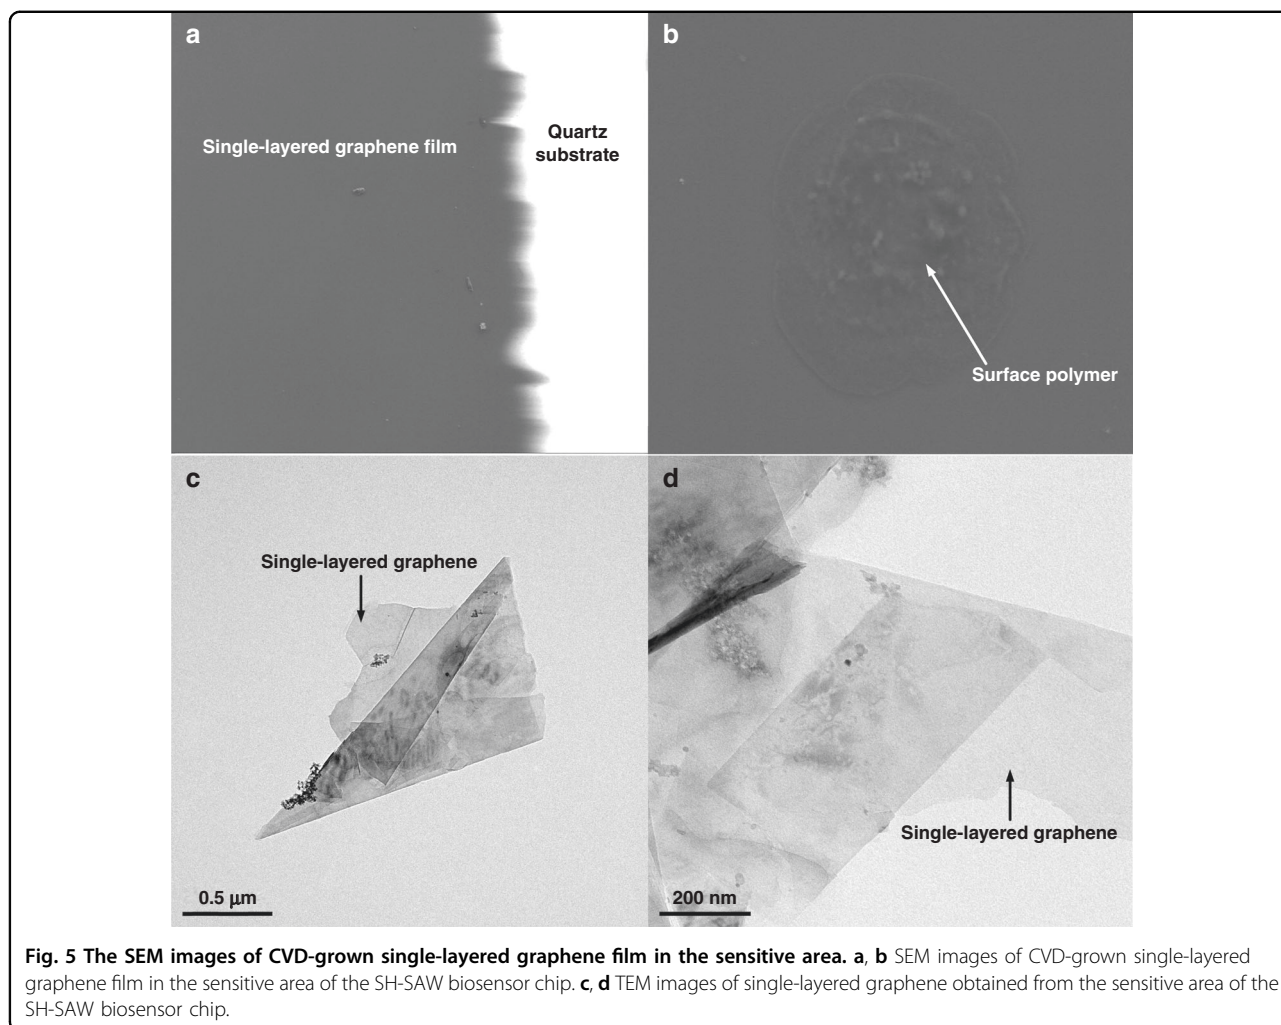 a
Single-layered graphene film
Quartz
substrate
b
Surface polymer
c
Single-layered graphene
0.5 μm
d
Single-layered graphene
200 nm
Fig. 5 The SEM images of CVD-grown single-layered graphene film in the sensitive area. a, b SEM images of CVD-grown single-layered
graphene film in the sensitive area of the SH-SAW biosensor chip. c, d TEM images of single-layered graphene obtained from the sensitive area of the
SH-SAW biosensor chip.